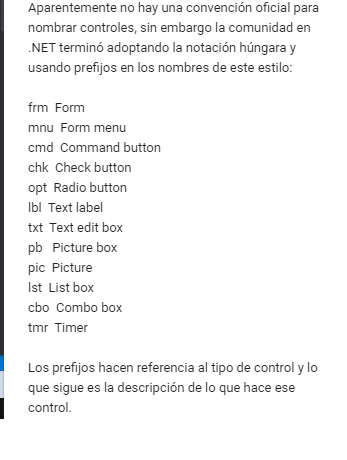 Aparentemente no hay una convención oficial para
nombrar controles, sin embargo la comunidad en
.NET terminó adoptando la notación húngara y
usando prefijos en los nombres de este estilo:
frm Form
mnu Form menu
cmd Command button
chk Check button
opt Radio button
lbl Text label
txt Text edit box
pb Picture box
pic Picture
lst List box
cbo Combo box
tmr Timer
Los prefijos hacen referencia al tipo de control y lo
que sigue es la descripción de lo que hace ese
control.